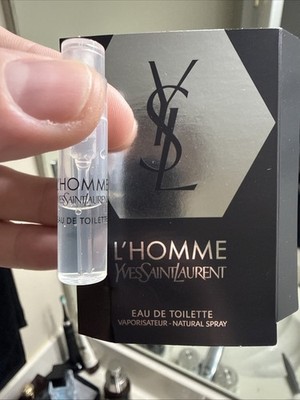 L'HOMME
YVESSAINTLAURENT
EAU DE TOILETTE
YSL
L'HOMME
YVESSAINTLAURENT
EAU DE TOILETTE
VAPORISATEUR - NATURAL SPRAY